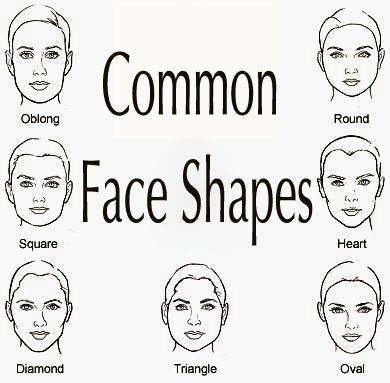 Common
Oblong
Round
Face Shapes
Square
Heart
Diamond
Triangle
Oval